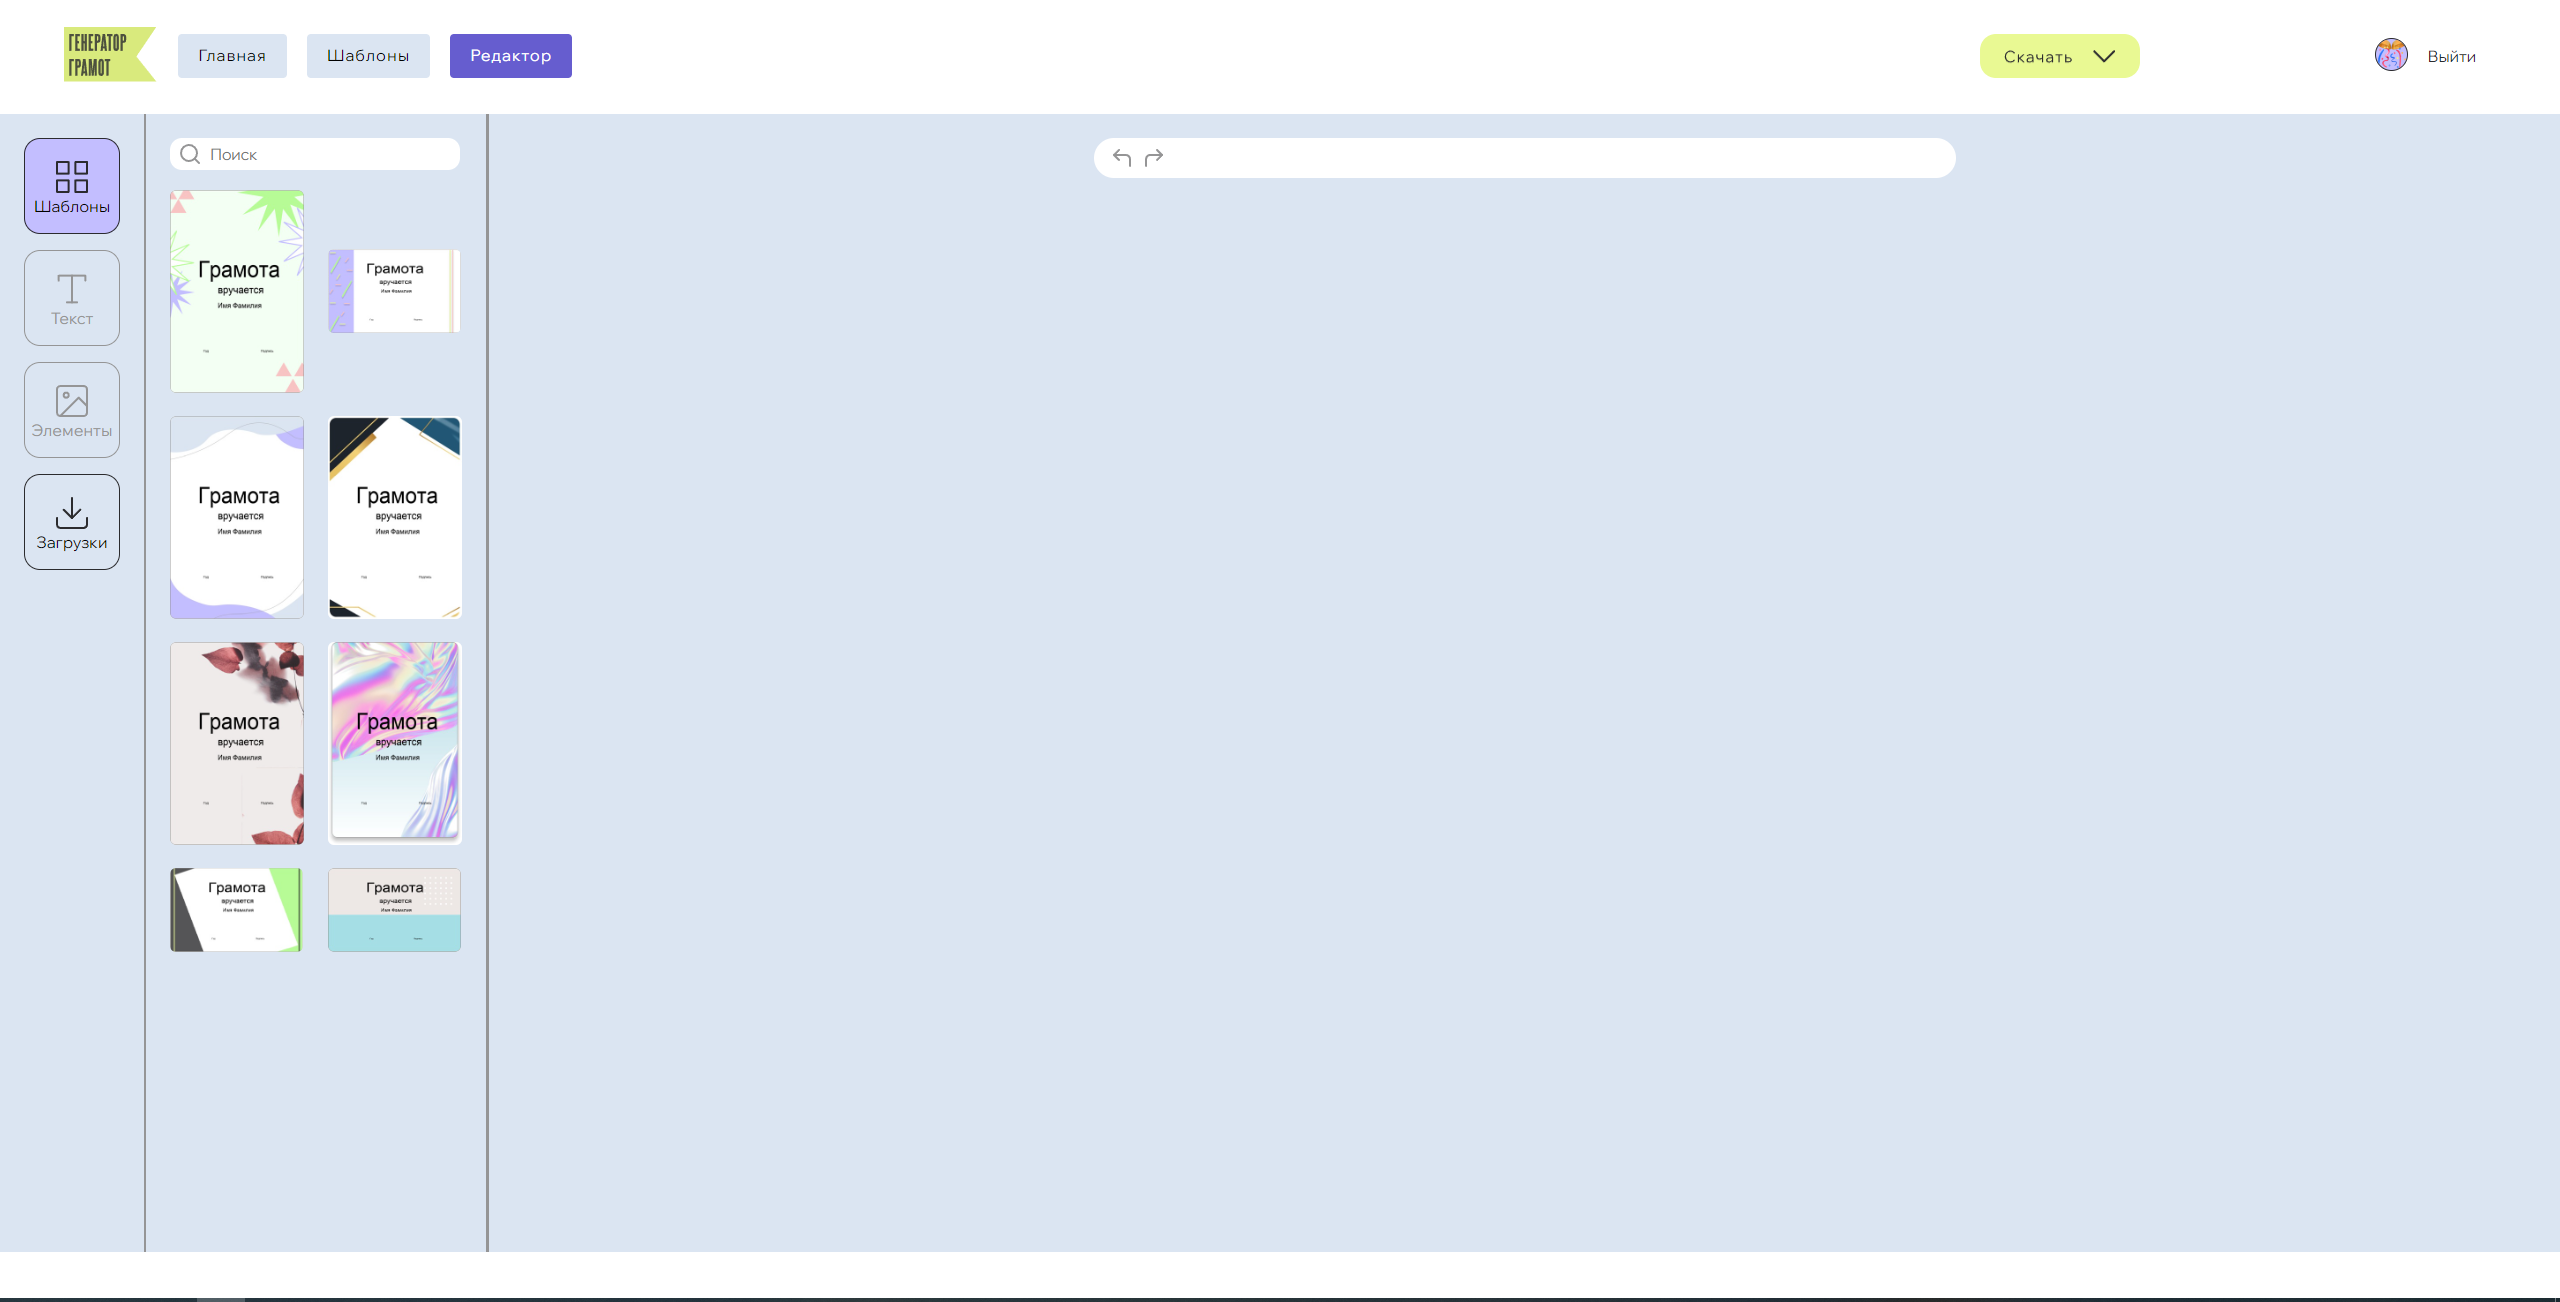 ГЕНЕРАТОР
ГРАМОТ
Главная
Шаблоны
Редактор
Скачать
Выйти
Шаблоны
Текст
Элементы
Загрузки
Поиск
Грамота
вручается
Имя Фамилия
Грамота
вручается
Имя Фамилия
Грамота
вручается
Имя Фамилия
Грамота
вручается
Имя Фамилия
Грамота
вручается
Имя Фамилия
Грамота
вручается
Имя Фамилия
Грамота
вручается
Имя Фамилия
Грамота
вручается
Имя Фамилия